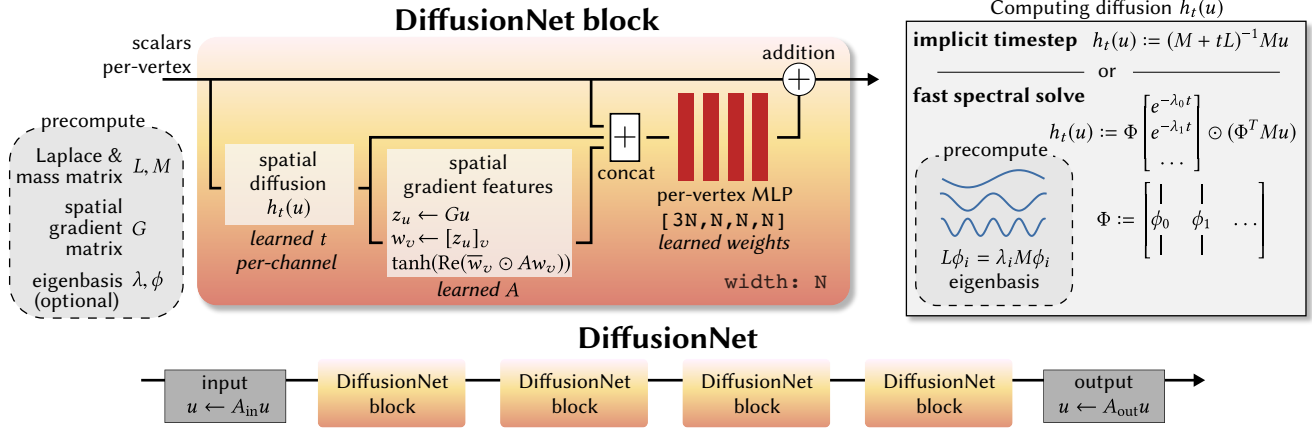 DiffusionNet block
scalars
per-vertex
addition
precompute
Laplace &
mass matrix L, M
spatial
gradient G
matrix
eigenbasis λ, ϕ
(optional)
spatial
diffusion
h_t(u)
learned t
per-channel
spatial
gradient features
z_u ← Gu
w_v ← [z_u]_v
tanh(Re(w̅_v ⊙ Aw_v))
learned A
+
concat
per-vertex MLP
[3N,N,N,N]
learned weights
+
width: N
Computing diffusion h_t(u)
implicit timestep h_t(u) := (M + tL)^{-1}Mu
or
fast spectral solve
h_t(u) := Φ [e^{-λ_0 t} e^{-λ_1 t} ...] ⊙ (Φ^T Mu)
precompute
Lϕ_i = λ_i Mϕ_i
eigenbasis
Φ := [ϕ_0 ϕ_1 ...]
DiffusionNet
input
u ← A_in u
DiffusionNet
block
DiffusionNet
block
DiffusionNet
block
DiffusionNet
block
output
u ← A_out u